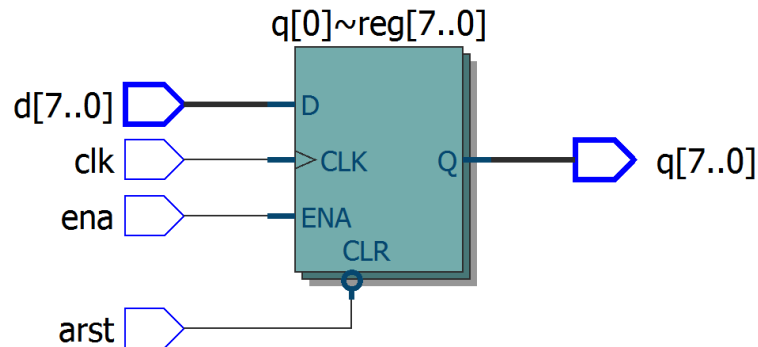 q[0]~reg[7..0]
d[7..0]
D
clk
CLK
Q
q[7..0]
ena
ENA
CLR
arst